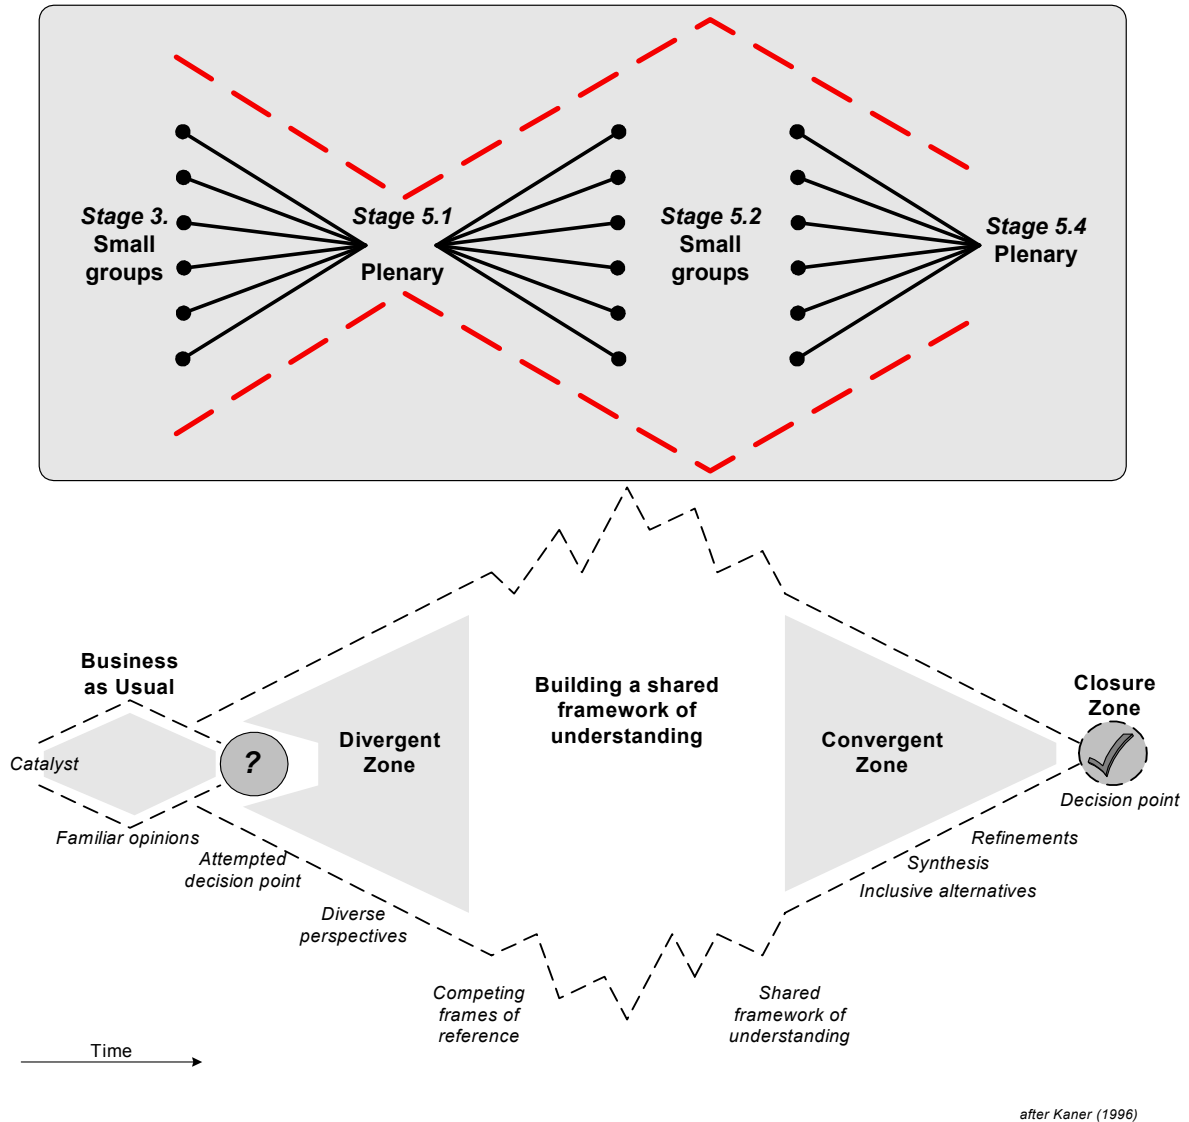 Stage 3.
Small
groups
Stage 5.1
Plenary
Stage 5.2
Small
groups
Stage 5.4
Plenary
Business
as Usual
Catalyst
?
Familiar opinions
Attempted
decision point
Divergent
Zone
Diverse
perspectives
Building a shared
framework of
understanding
Competing
frames of
reference
Convergent
Zone
Shared
framework of
understanding
Closure
Zone
Decision point
Refinements
Synthesis
Inclusive alternatives
Time
after Kaner (1996)